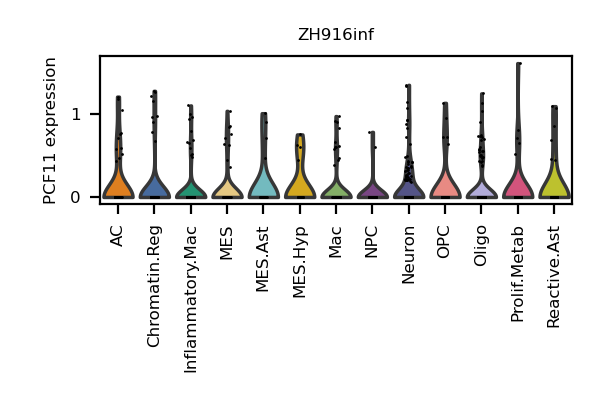 ZH916inf
PCF11 expression
1
0
AC
Chromatin.Reg
Inflammatory.Mac
MES
MES.Ast
MES.Hyp
Mac
NPC
Neuron
OPC
Oligo
Prolif.Metab
Reactive.Ast